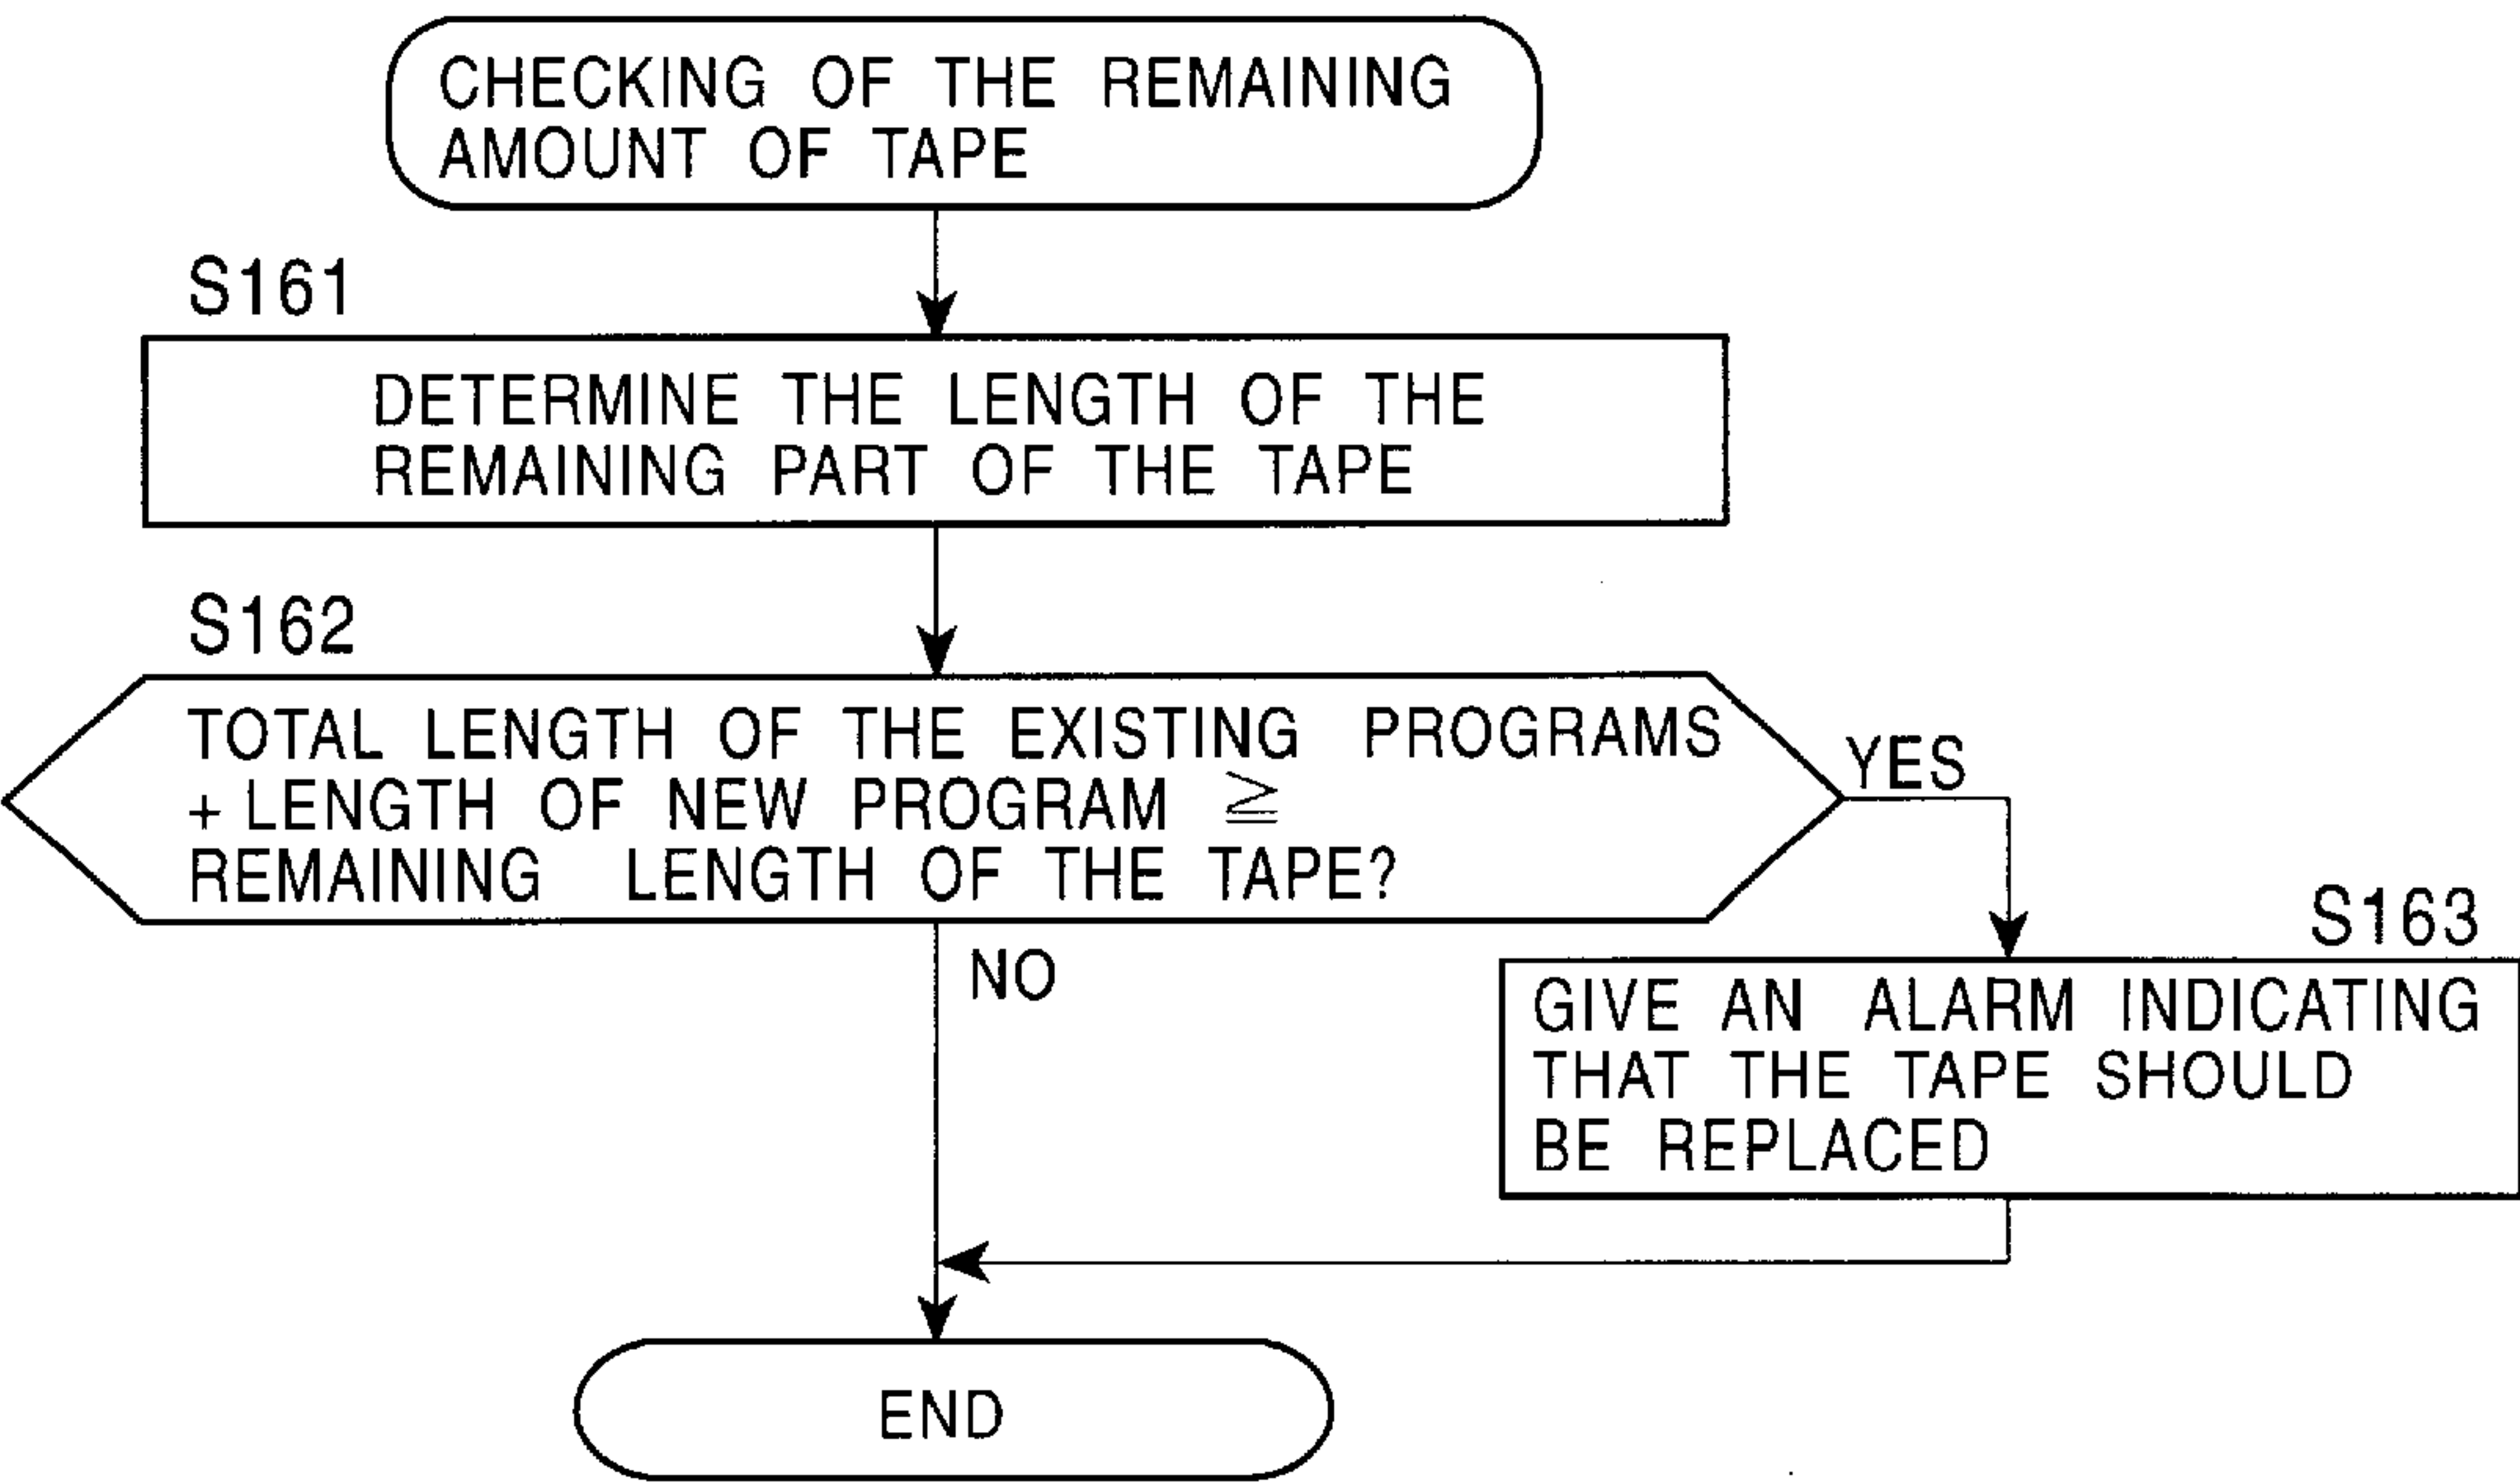 CHECKING OF THE REMAINING
AMOUNT OF TAPE
S161
DETERMINE THE LENGTH OF THE
REMAINING PART OF THE TAPE
S162
TOTAL LENGTH OF THE EXISTING PROGRAMS
+ LENGTH OF NEW PROGRAM ≧
REMAINING LENGTH OF THE TAPE?
YES
NO
S163
GIVE AN ALARM INDICATING
THAT THE TAPE SHOULD
BE REPLACED
END